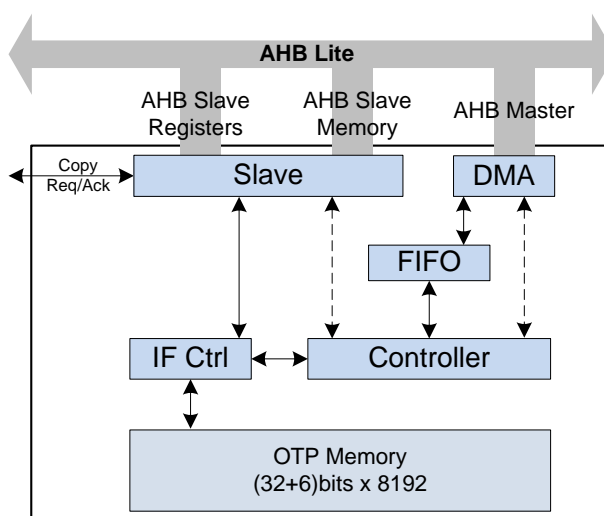 AHB Lite
AHB Slave
Registers
AHB Slave
Memory
AHB Master
Copy
Req/Ack
Slave
DMA
FIFO
IF Ctrl
Controller
OTP Memory
(32+6)bits x 8192